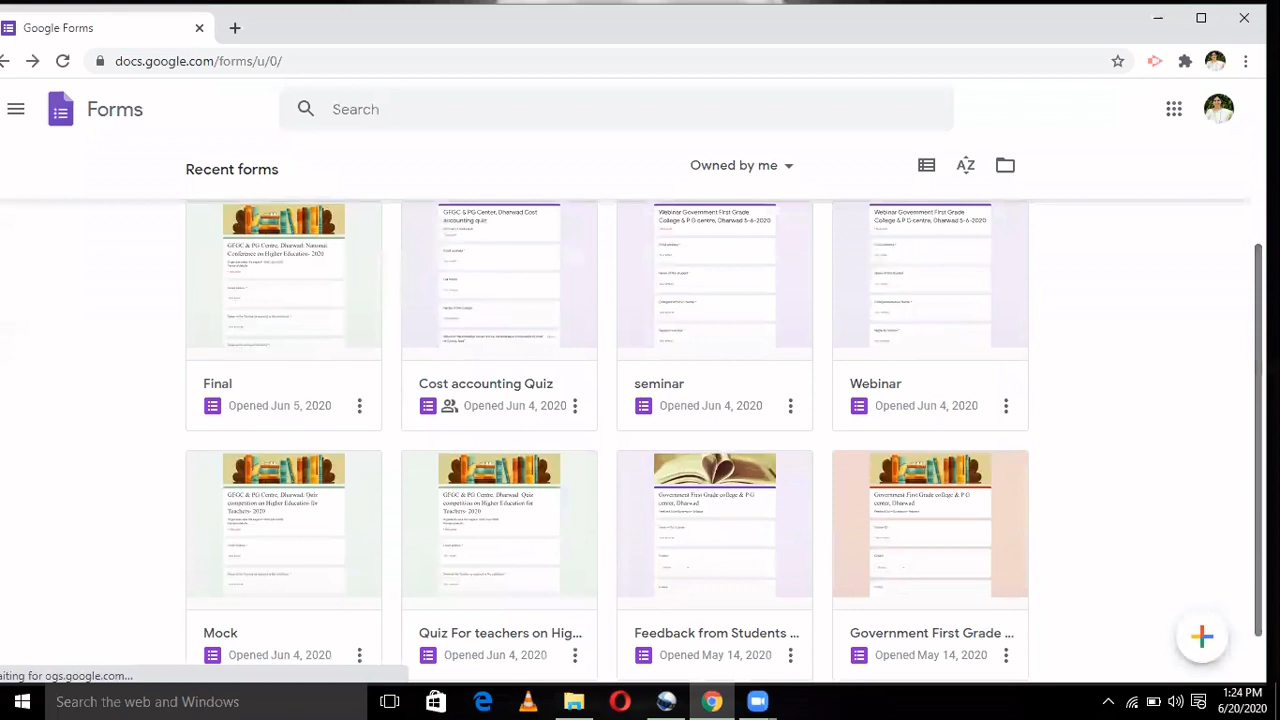 Google Forms
docs.google.com/forms/u/0/
Forms
Search
Recent forms
Owned by me
AZ
GFGC & PG Centre, Dharwad: National
Conference on Higher Education- 2020
Final
Opened Jun 5, 2020
GFGC & PG Center, Dharwad Cost
accounting quiz
Cost accounting Quiz
Opened Jun 4, 2020
Webinar Government First Grade
College & P G centre, Dharwad 5-6-2020
seminar
Opened Jun 4, 2020
Webinar Government First Grade
College & P G centre, Dharwad 5-6-2020
Webinar
Opened Jun 4, 2020
GFGC & PG Centre, Dharwad: Quiz
competition on Higher Education for
Teachers- 2020
Mock
Opened Jun 4, 2020
GFGC & PG Centre, Dharwad: Quiz
competition on Higher Education for
Teachers- 2020
Quiz For teachers on Hig...
Opened Jun 4, 2020
Government First Grade college & P G
center, Dharwad
Feedback from Students ...
Opened May 14, 2020
Government First Grade college & P G
center, Dharwad
Government First Grade ...
Opened May 14, 2020
aiting for ogs.google.com...
Search the web and Windows
1:24 PM
6/20/2020